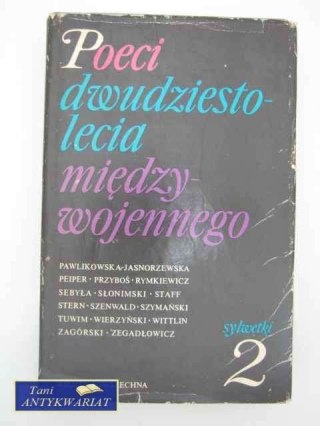 Poeci
dwudziesto-
lecia
między
wojennego
PAWLIKOWSKA-JASNORZEWSKA
PEIPER · PRZYBOŚ · RYMKIEWICZ
SEBYŁA · SŁONIMSKI · STAFF
STERN · SZENWALD · SZYMAŃSKI
TUWIM · WIERZYŃSKI · WITTLIN
ZAGÓRSKI · ZEGADŁOWICZ
sylwetki
2
ECHNA
Tani
ANTYKWARIAT